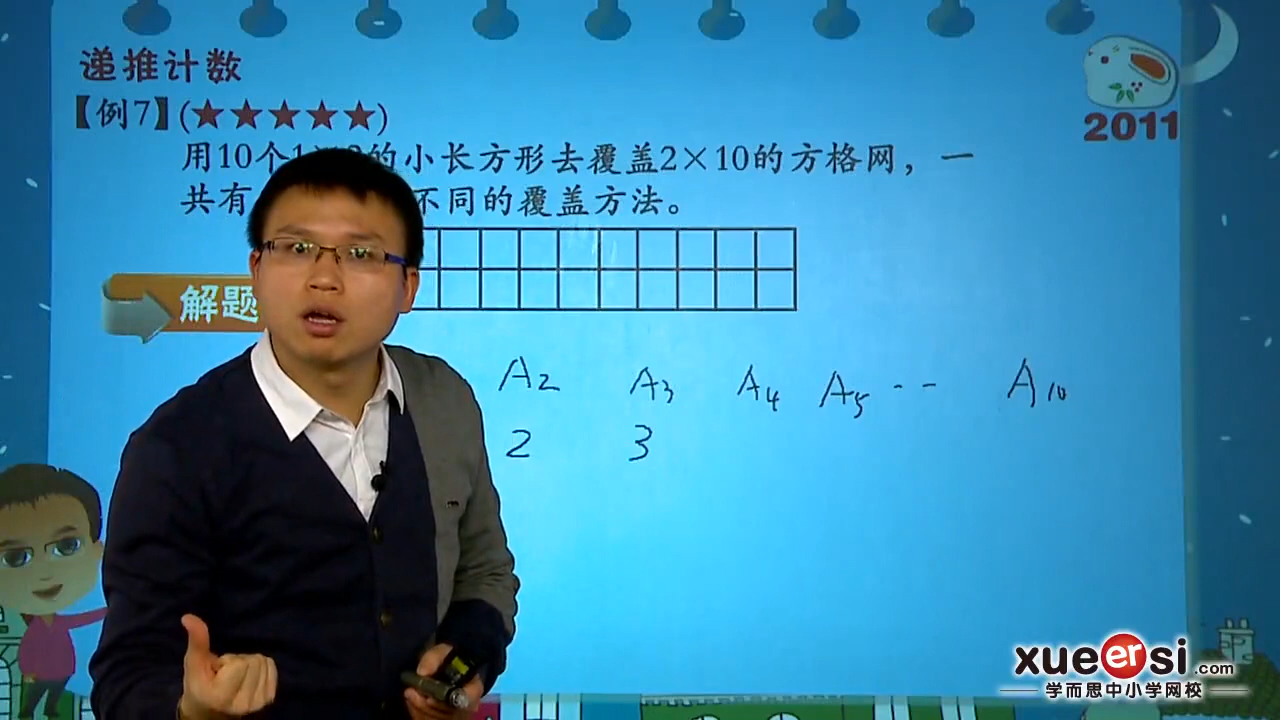 递推计数
【例7】(★★★★★)
用10个1×2的小长方形去覆盖2×10的方格网，一
共有 不同的覆盖方法。
解题
A2 A3 A4 A5 -- A10
2 3
2011
xueersi.com
学而思中小学网校